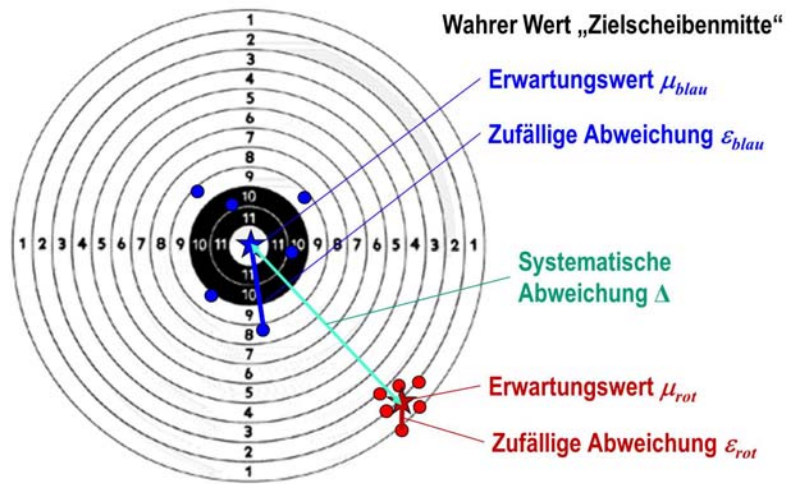 Wahrer Wert „Zielscheibenmitte“
Erwartungswert μblau
Zufällige Abweichung εblau
Systematische
Abweichung Δ
Erwartungswert μrot
Zufällige Abweichung εrot
1
2
3
4
5
6
7
8
9
10
11
1 2 3 4 5 6 7 8 9 10 11 11 10 9 8 7 6 5 4 3 2 1
11
10
9
8
7
6
5
4
3
2
1